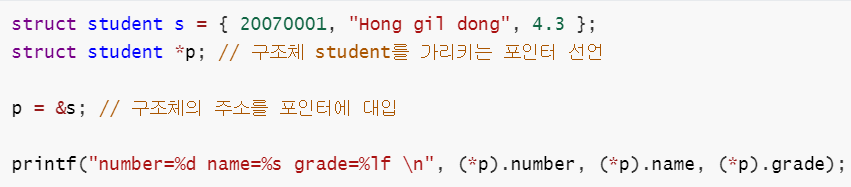 struct student s = { 20070001, "Hong gil dong", 4.3 };
struct student *p; // 구조체 student를 가리키는 포인터 선언
p = &s; // 구조체의 주소를 포인터에 대입
printf("number=%d name=%s grade=%lf \n", (*p).number, (*p).name, (*p).grade);